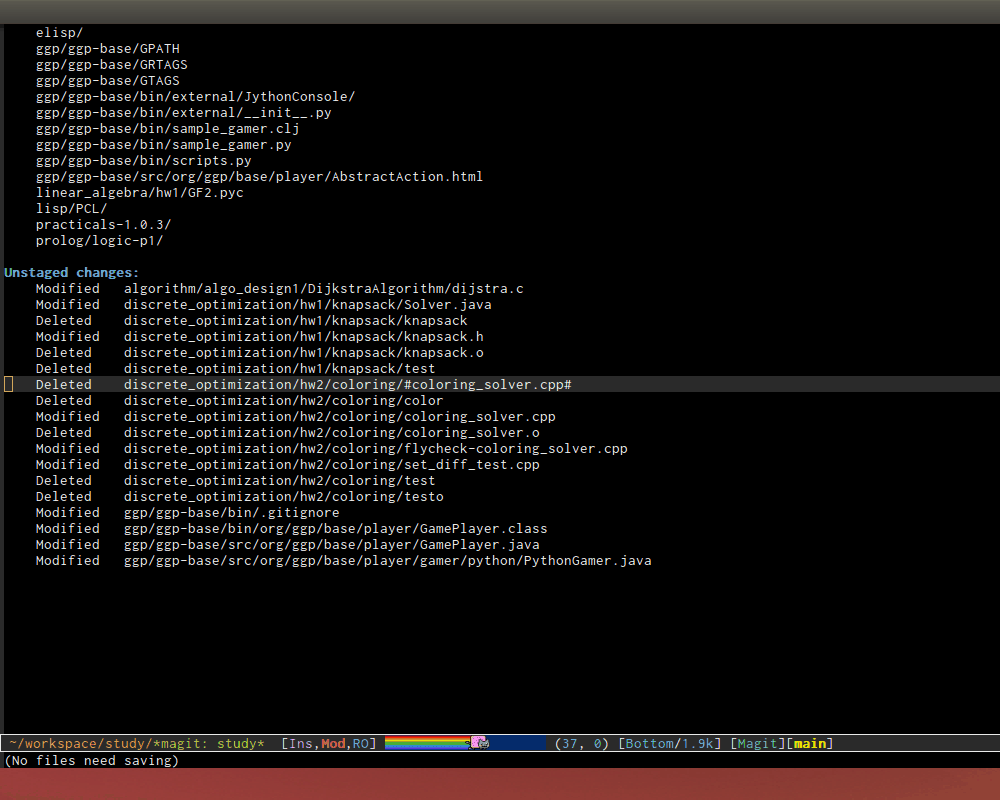 elisp/
ggp/ggp-base/GPATH
ggp/ggp-base/GRTAGS
ggp/ggp-base/GTAGS
ggp/ggp-base/bin/external/JythonConsole/
ggp/ggp-base/bin/external/__init__.py
ggp/ggp-base/bin/sample_gamer.clj
ggp/ggp-base/bin/sample_gamer.py
ggp/ggp-base/bin/scripts.py
ggp/ggp-base/src/org/ggp/base/player/AbstractAction.html
linear_algebra/hw1/GF2.pyc
lisp/PCL/
practicals-1.0.3/
prolog/logic-p1/
Unstaged changes:
Modified   algorithm/algo_design1/DijkstraAlgorithm/dijstra.c
Modified   discrete_optimization/hw1/knapsack/Solver.java
Deleted    discrete_optimization/hw1/knapsack/knapsack
Modified   discrete_optimization/hw1/knapsack/knapsack.h
Deleted    discrete_optimization/hw1/knapsack/knapsack.o
Deleted    discrete_optimization/hw1/knapsack/test
Deleted    discrete_optimization/hw2/coloring/#coloring_solver.cpp#
Deleted    discrete_optimization/hw2/coloring/color
Modified   discrete_optimization/hw2/coloring/coloring_solver.cpp
Deleted    discrete_optimization/hw2/coloring/coloring_solver.o
Modified   discrete_optimization/hw2/coloring/flycheck-coloring_solver.cpp
Modified   discrete_optimization/hw2/coloring/set_diff_test.cpp
Deleted    discrete_optimization/hw2/coloring/test
Deleted    discrete_optimization/hw2/coloring/testo
Modified   ggp/ggp-base/bin/.gitignore
Modified   ggp/ggp-base/bin/org/ggp/base/player/GamePlayer.class
Modified   ggp/ggp-base/src/org/ggp/base/player/GamePlayer.java
Modified   ggp/ggp-base/src/org/ggp/base/player/gamer/python/PythonGamer.java
~/workspace/study/*magit: study*  [Ins,Mod,RO] (37, 0) [Bottom/1.9k] [Magit][main]
(No files need saving)